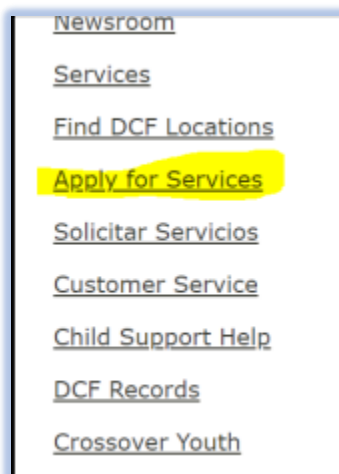 Newsroom
Services
Find DCF Locations
Apply for Services
Solicitar Servicios
Customer Service
Child Support Help
DCF Records
Crossover Youth